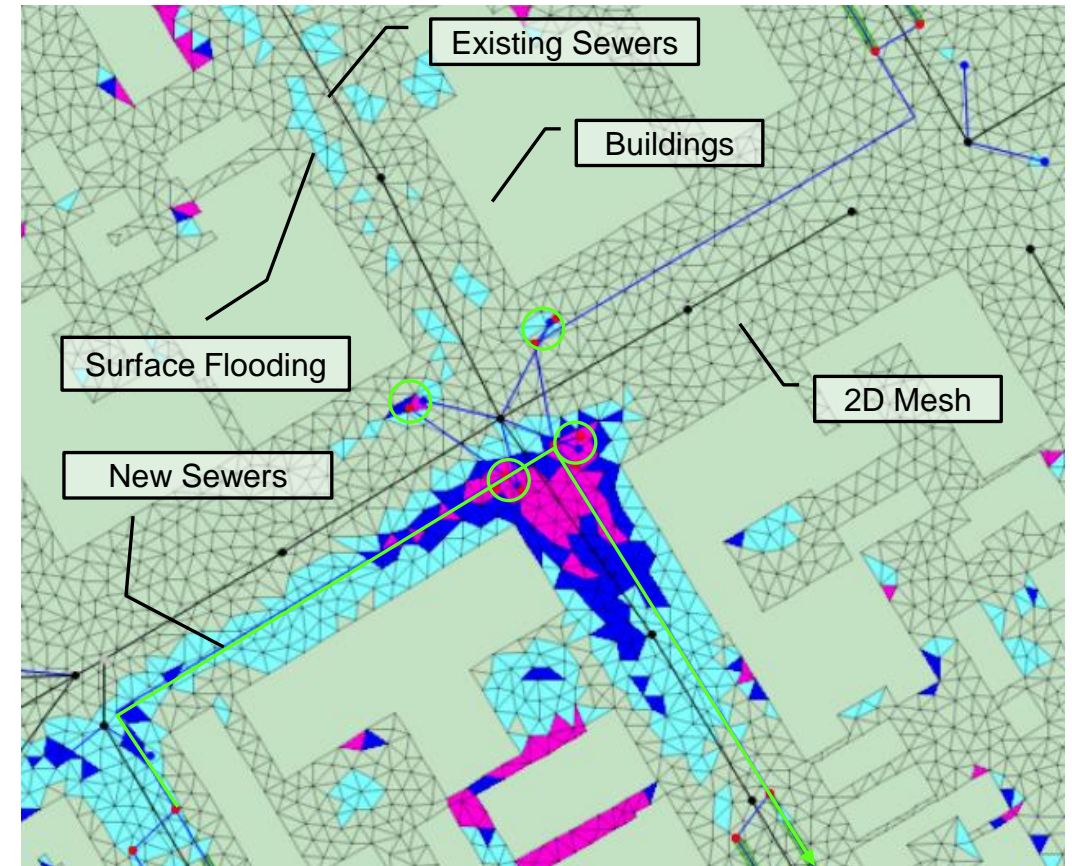 Existing Sewers
Buildings
Surface Flooding
2D Mesh
New Sewers